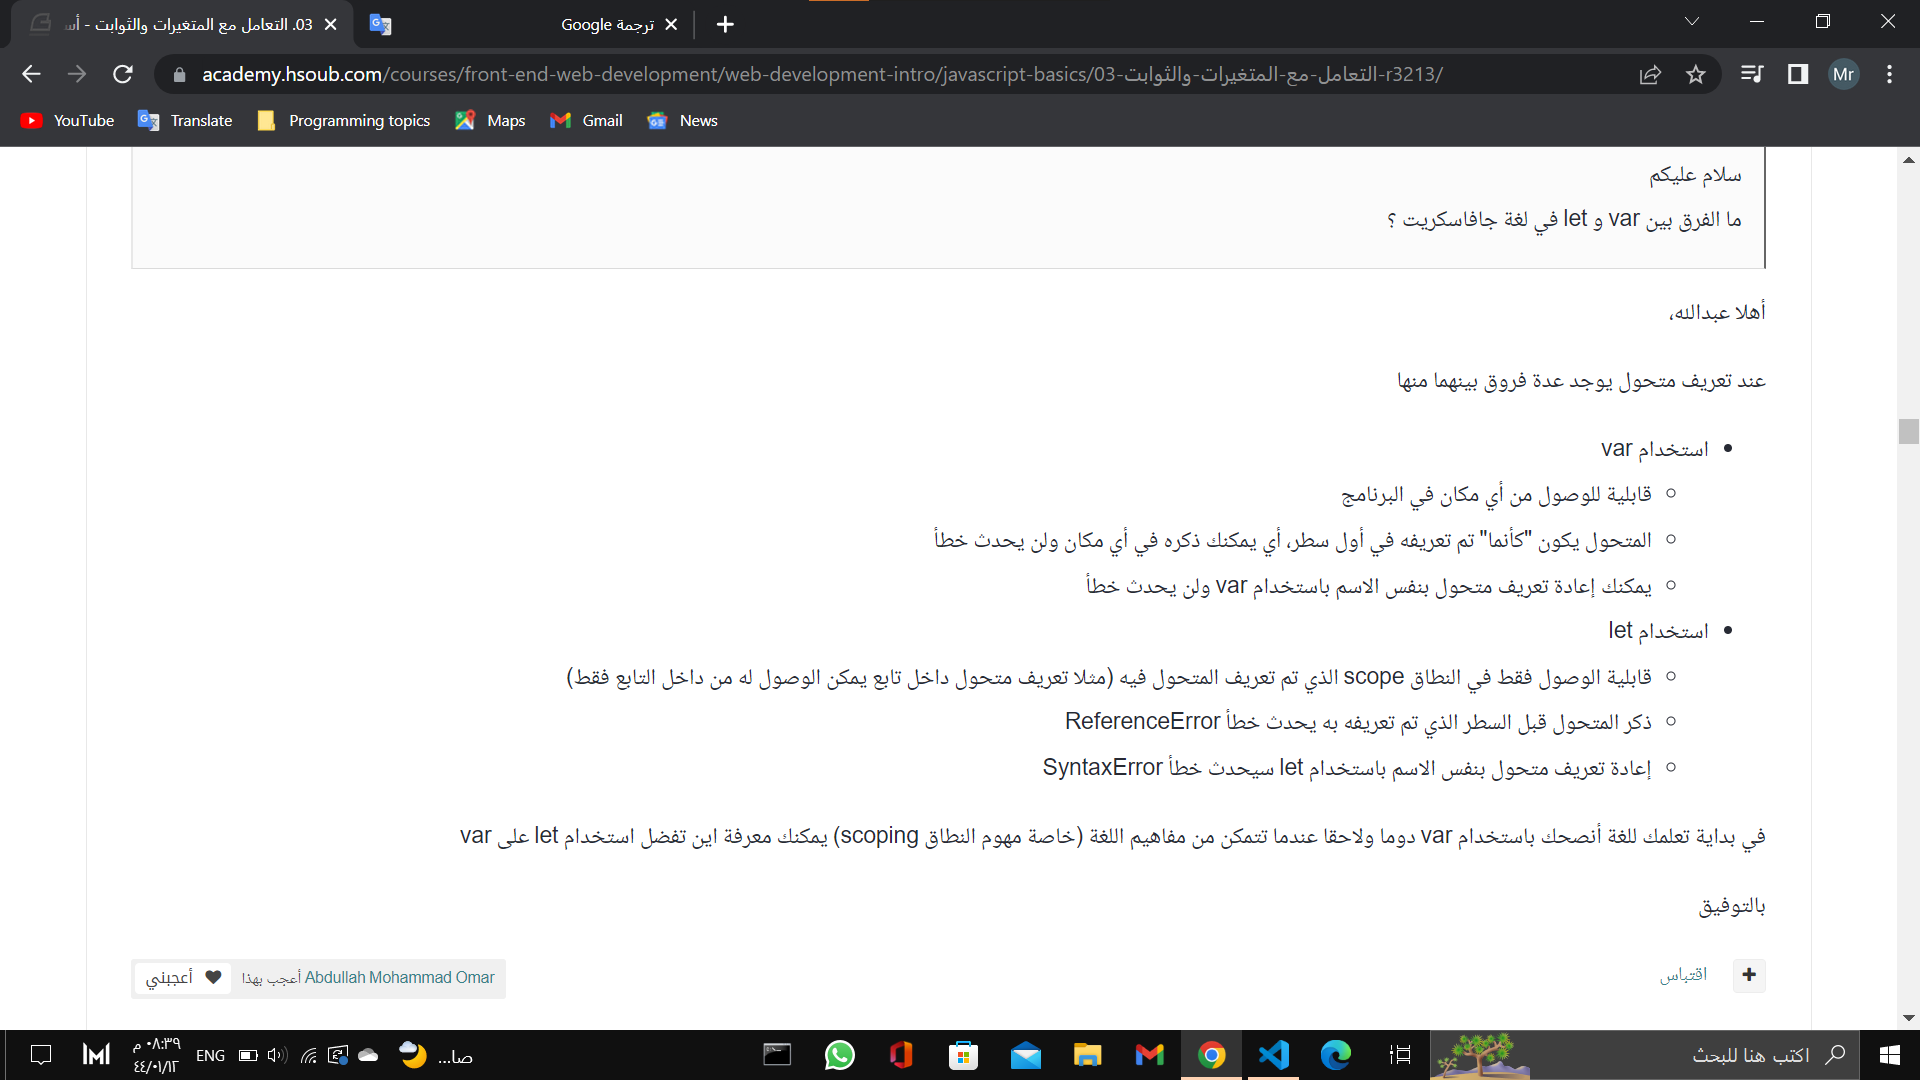 03. التعامل مع المتغيرات والثوابت - أس
ترجمة Google
academy.hsoub.com/courses/front-end-web-development/web-development-intro/javascript-basics/03-التعامل-مع-المتغيرات-والثوابت-r3213/
Mr
YouTube Translate Programming topics Maps Gmail News
سلام عليكم
ما الفرق بين var و let في لغة جافاسكريت ؟
أهلا عبدالله،
عند تعريف متحول يوجد عدة فروق بينهما منها
استخدام var
قابلية للوصول من أي مكان في البرنامج
المتحول يكون "كأنما" تم تعريفه في أول سطر، أي يمكنك ذكره في أي مكان ولن يحدث خطأ
يمكنك إعادة تعريف متحول بنفس الاسم باستخدام var ولن يحدث خطأ
استخدام let
قابلية الوصول فقط في النطاق scope الذي تم تعريف المتحول فيه (مثلا تعريف متحول داخل تابع يمكن الوصول له من داخل التابع فقط)
ذكر المتحول قبل السطر الذي تم تعريفه به يحدث خطأ ReferenceError
إعادة تعريف متحول بنفس الاسم باستخدام let سيحدث خطأ SyntaxError
في بداية تعلمك للغة أنصحك باستخدام var دوما ولاحقا عندما تتمكن من مفاهيم اللغة (خاصة مهوم النطاق scoping) يمكنك معرفة اين تفضل استخدام let على var
بالتوفيق
اقتباس
Abdullah Mohammad Omar أعجب بهذا
أعجبني
اكتب هنا للبحث
صا...
ENG
٠٨:٣٩ م
٤٤/٠١/١٢